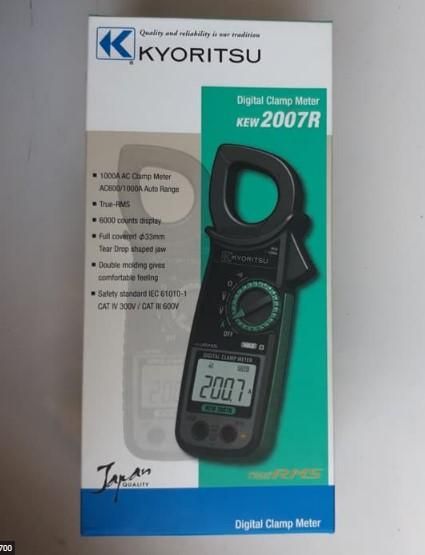 Quality and reliability is our tradition
KYORITSU
Digital Clamp Meter
KEW 2007R
1000A AC Clamp Meter
AC600/1000A Auto Range
True-RMS
6000 counts display
Full covered ϕ33mm
Tear Drop shaped jaw
Double molding gives
comfortable feeling
Safety standard IEC 61010-1
CAT IV 300V / CAT III 600V
KYORITSU
OFF
HOLD
DIGITAL CLAMP METER
200.7
A
KEW 2007R
TRUE RMS
Japan
QUALITY
Digital Clamp Meter
700